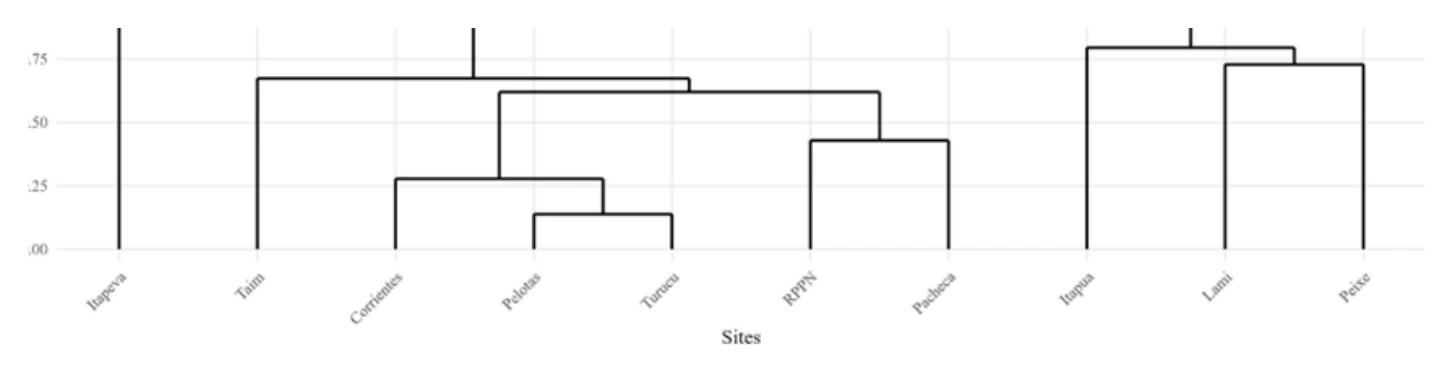 .75
.50
.25
.00
Itapeva
Taim
Corrientes
Pelotas
Turucu
RPPN
Pacheca
Itapua
Lami
Peixe
Sites